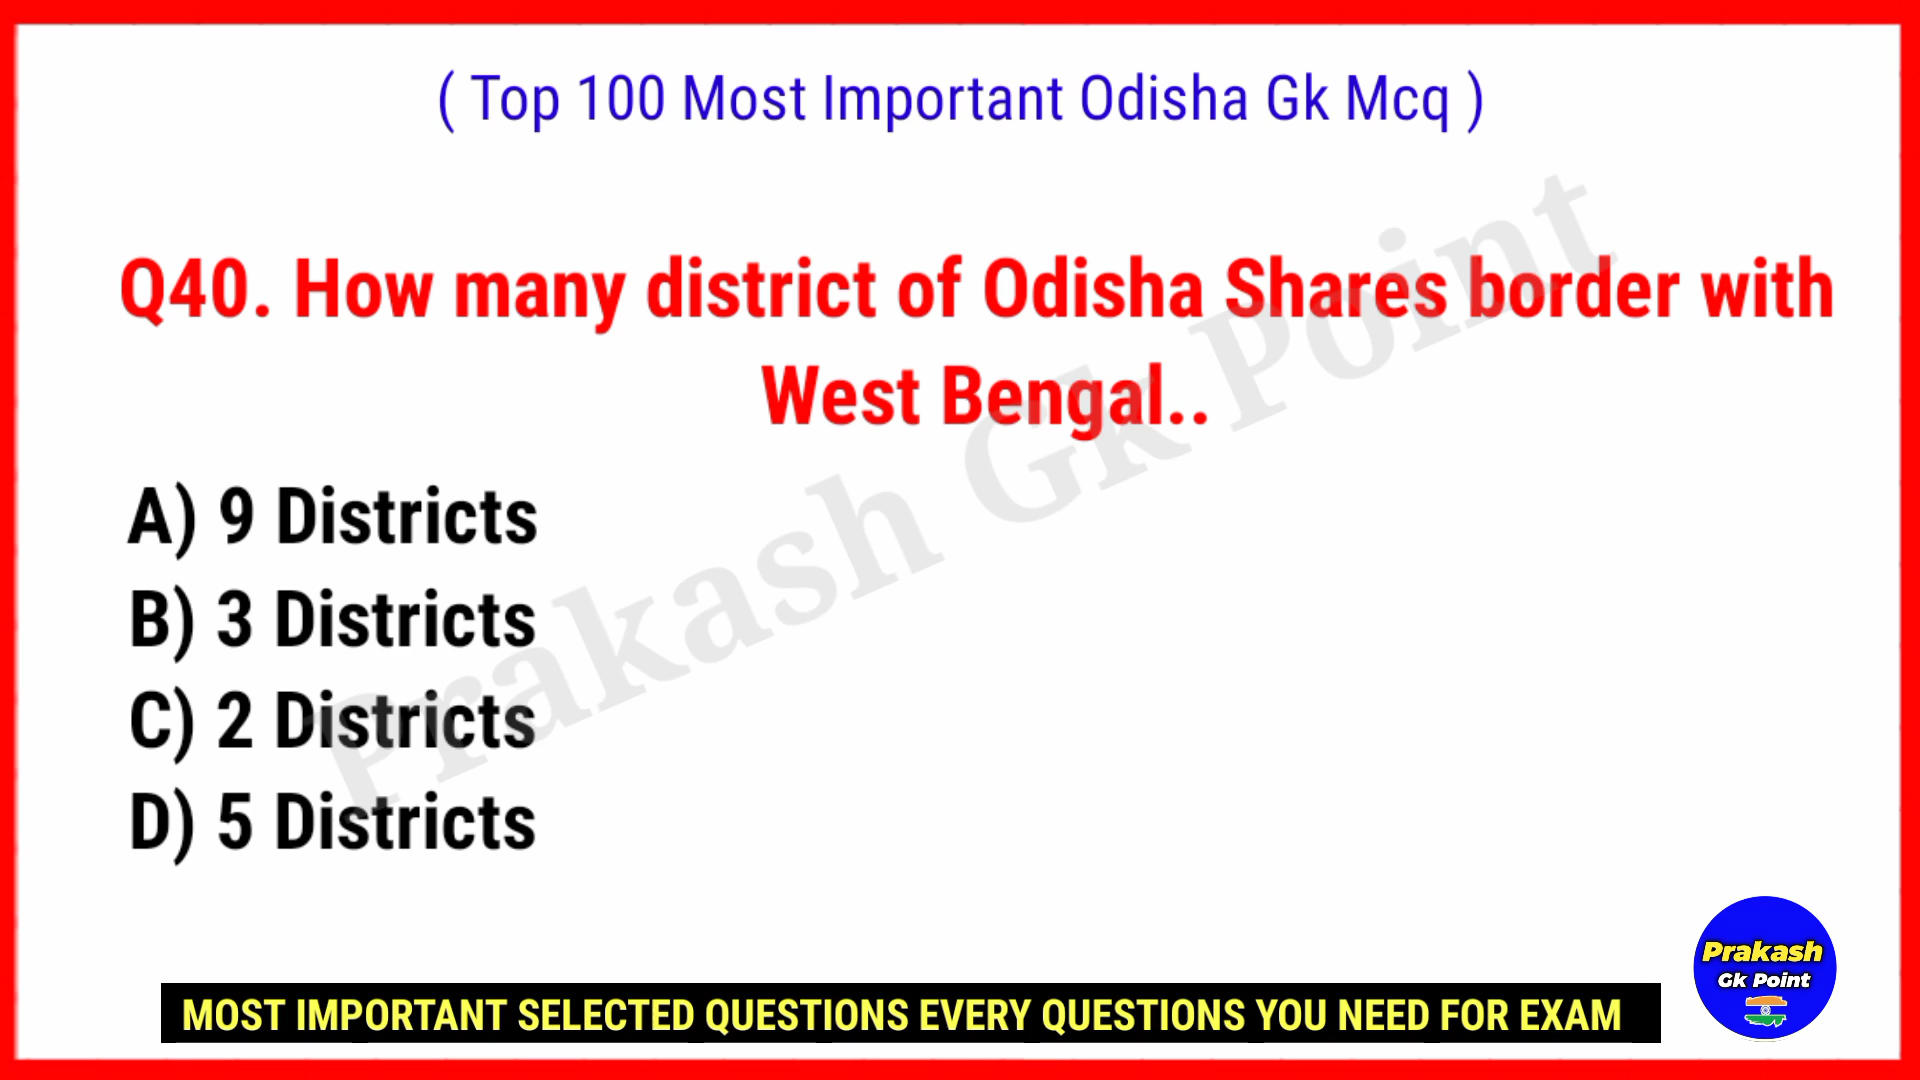 ( Top 100 Most Important Odisha Gk Mcq )
Q40. How many district of Odisha Shares border with
West Bengal..
A) 9 Districts
B) 3 Districts
C) 2 Districts
D) 5 Districts
Prakash Gk Point
MOST IMPORTANT SELECTED QUESTIONS EVERY QUESTIONS YOU NEED FOR EXAM
Prakash
Gk Point